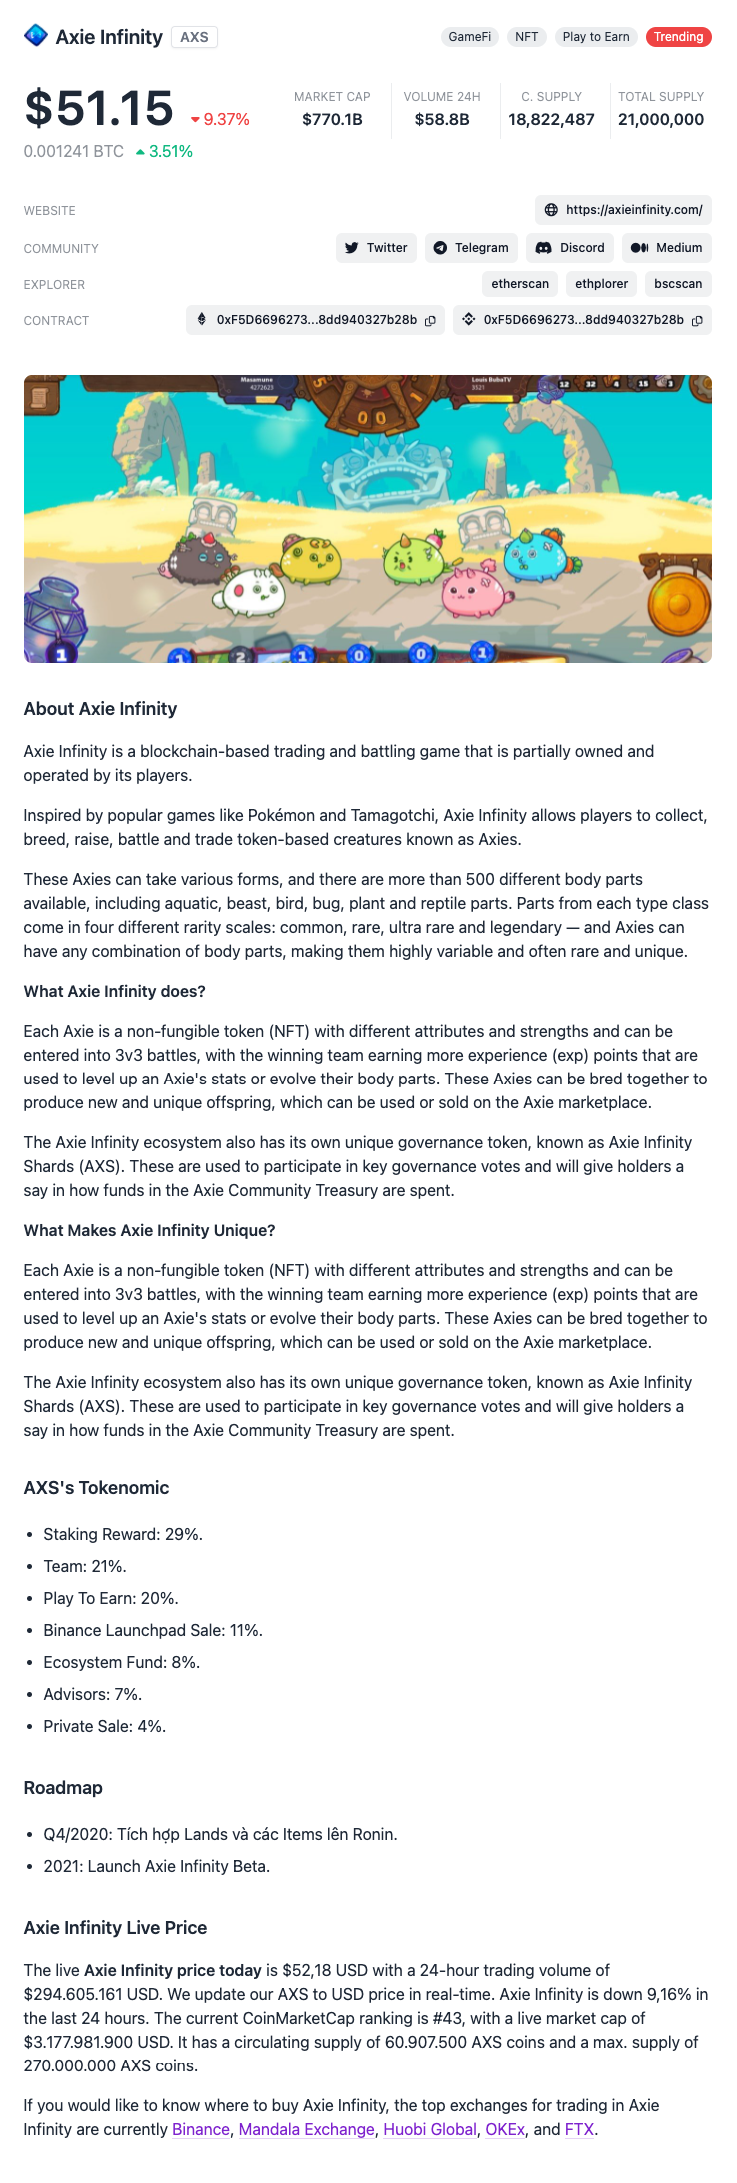 Axie Infinity AXS GameFi NFT Play to Earn Trending
$51.15 9.37%
0.001241 BTC 3.51%
MARKET CAP VOLUME 24H C. SUPPLY TOTAL SUPPLY
$770.1B $58.8B 18,822,487 21,000,000
WEBSITE https://axieinfinity.com/
COMMUNITY Twitter Telegram Discord Medium
EXPLORER etherscan ethplorer bscscan
CONTRACT 0xF5D6696273...8dd940327b28b 0xF5D6696273...8dd940327b28b
Masamune Louis BubaTV
4272623 3521
12 32 4 15 3
00
1 1 2 1 0 0 1
About Axie Infinity
Axie Infinity is a blockchain-based trading and battling game that is partially owned and
operated by its players.
Inspired by popular games like Pokémon and Tamagotchi, Axie Infinity allows players to collect,
breed, raise, battle and trade token-based creatures known as Axies.
These Axies can take various forms, and there are more than 500 different body parts
available, including aquatic, beast, bird, bug, plant and reptile parts. Parts from each type class
come in four different rarity scales: common, rare, ultra rare and legendary — and Axies can
have any combination of body parts, making them highly variable and often rare and unique.
What Axie Infinity does?
Each Axie is a non-fungible token (NFT) with different attributes and strengths and can be
entered into 3v3 battles, with the winning team earning more experience (exp) points that are
used to level up an Axie's stats or evolve their body parts. These Axies can be bred together to
produce new and unique offspring, which can be used or sold on the Axie marketplace.
The Axie Infinity ecosystem also has its own unique governance token, known as Axie Infinity
Shards (AXS). These are used to participate in key governance votes and will give holders a
say in how funds in the Axie Community Treasury are spent.
What Makes Axie Infinity Unique?
Each Axie is a non-fungible token (NFT) with different attributes and strengths and can be
entered into 3v3 battles, with the winning team earning more experience (exp) points that are
used to level up an Axie's stats or evolve their body parts. These Axies can be bred together to
produce new and unique offspring, which can be used or sold on the Axie marketplace.
The Axie Infinity ecosystem also has its own unique governance token, known as Axie Infinity
Shards (AXS). These are used to participate in key governance votes and will give holders a
say in how funds in the Axie Community Treasury are spent.
AXS's Tokenomic
• Staking Reward: 29%.
• Team: 21%.
• Play To Earn: 20%.
• Binance Launchpad Sale: 11%.
• Ecosystem Fund: 8%.
• Advisors: 7%.
• Private Sale: 4%.
Roadmap
• Q4/2020: Tích hợp Lands và các Items lên Ronin.
• 2021: Launch Axie Infinity Beta.
Axie Infinity Live Price
The live Axie Infinity price today is $52,18 USD with a 24-hour trading volume of
$294.605.161 USD. We update our AXS to USD price in real-time. Axie Infinity is down 9,16% in
the last 24 hours. The current CoinMarketCap ranking is #43, with a live market cap of
$3.177.981.900 USD. It has a circulating supply of 60.907.500 AXS coins and a max. supply of
270.000.000 AXS coins.
If you would like to know where to buy Axie Infinity, the top exchanges for trading in Axie
Infinity are currently Binance, Mandala Exchange, Huobi Global, OKEx, and FTX.